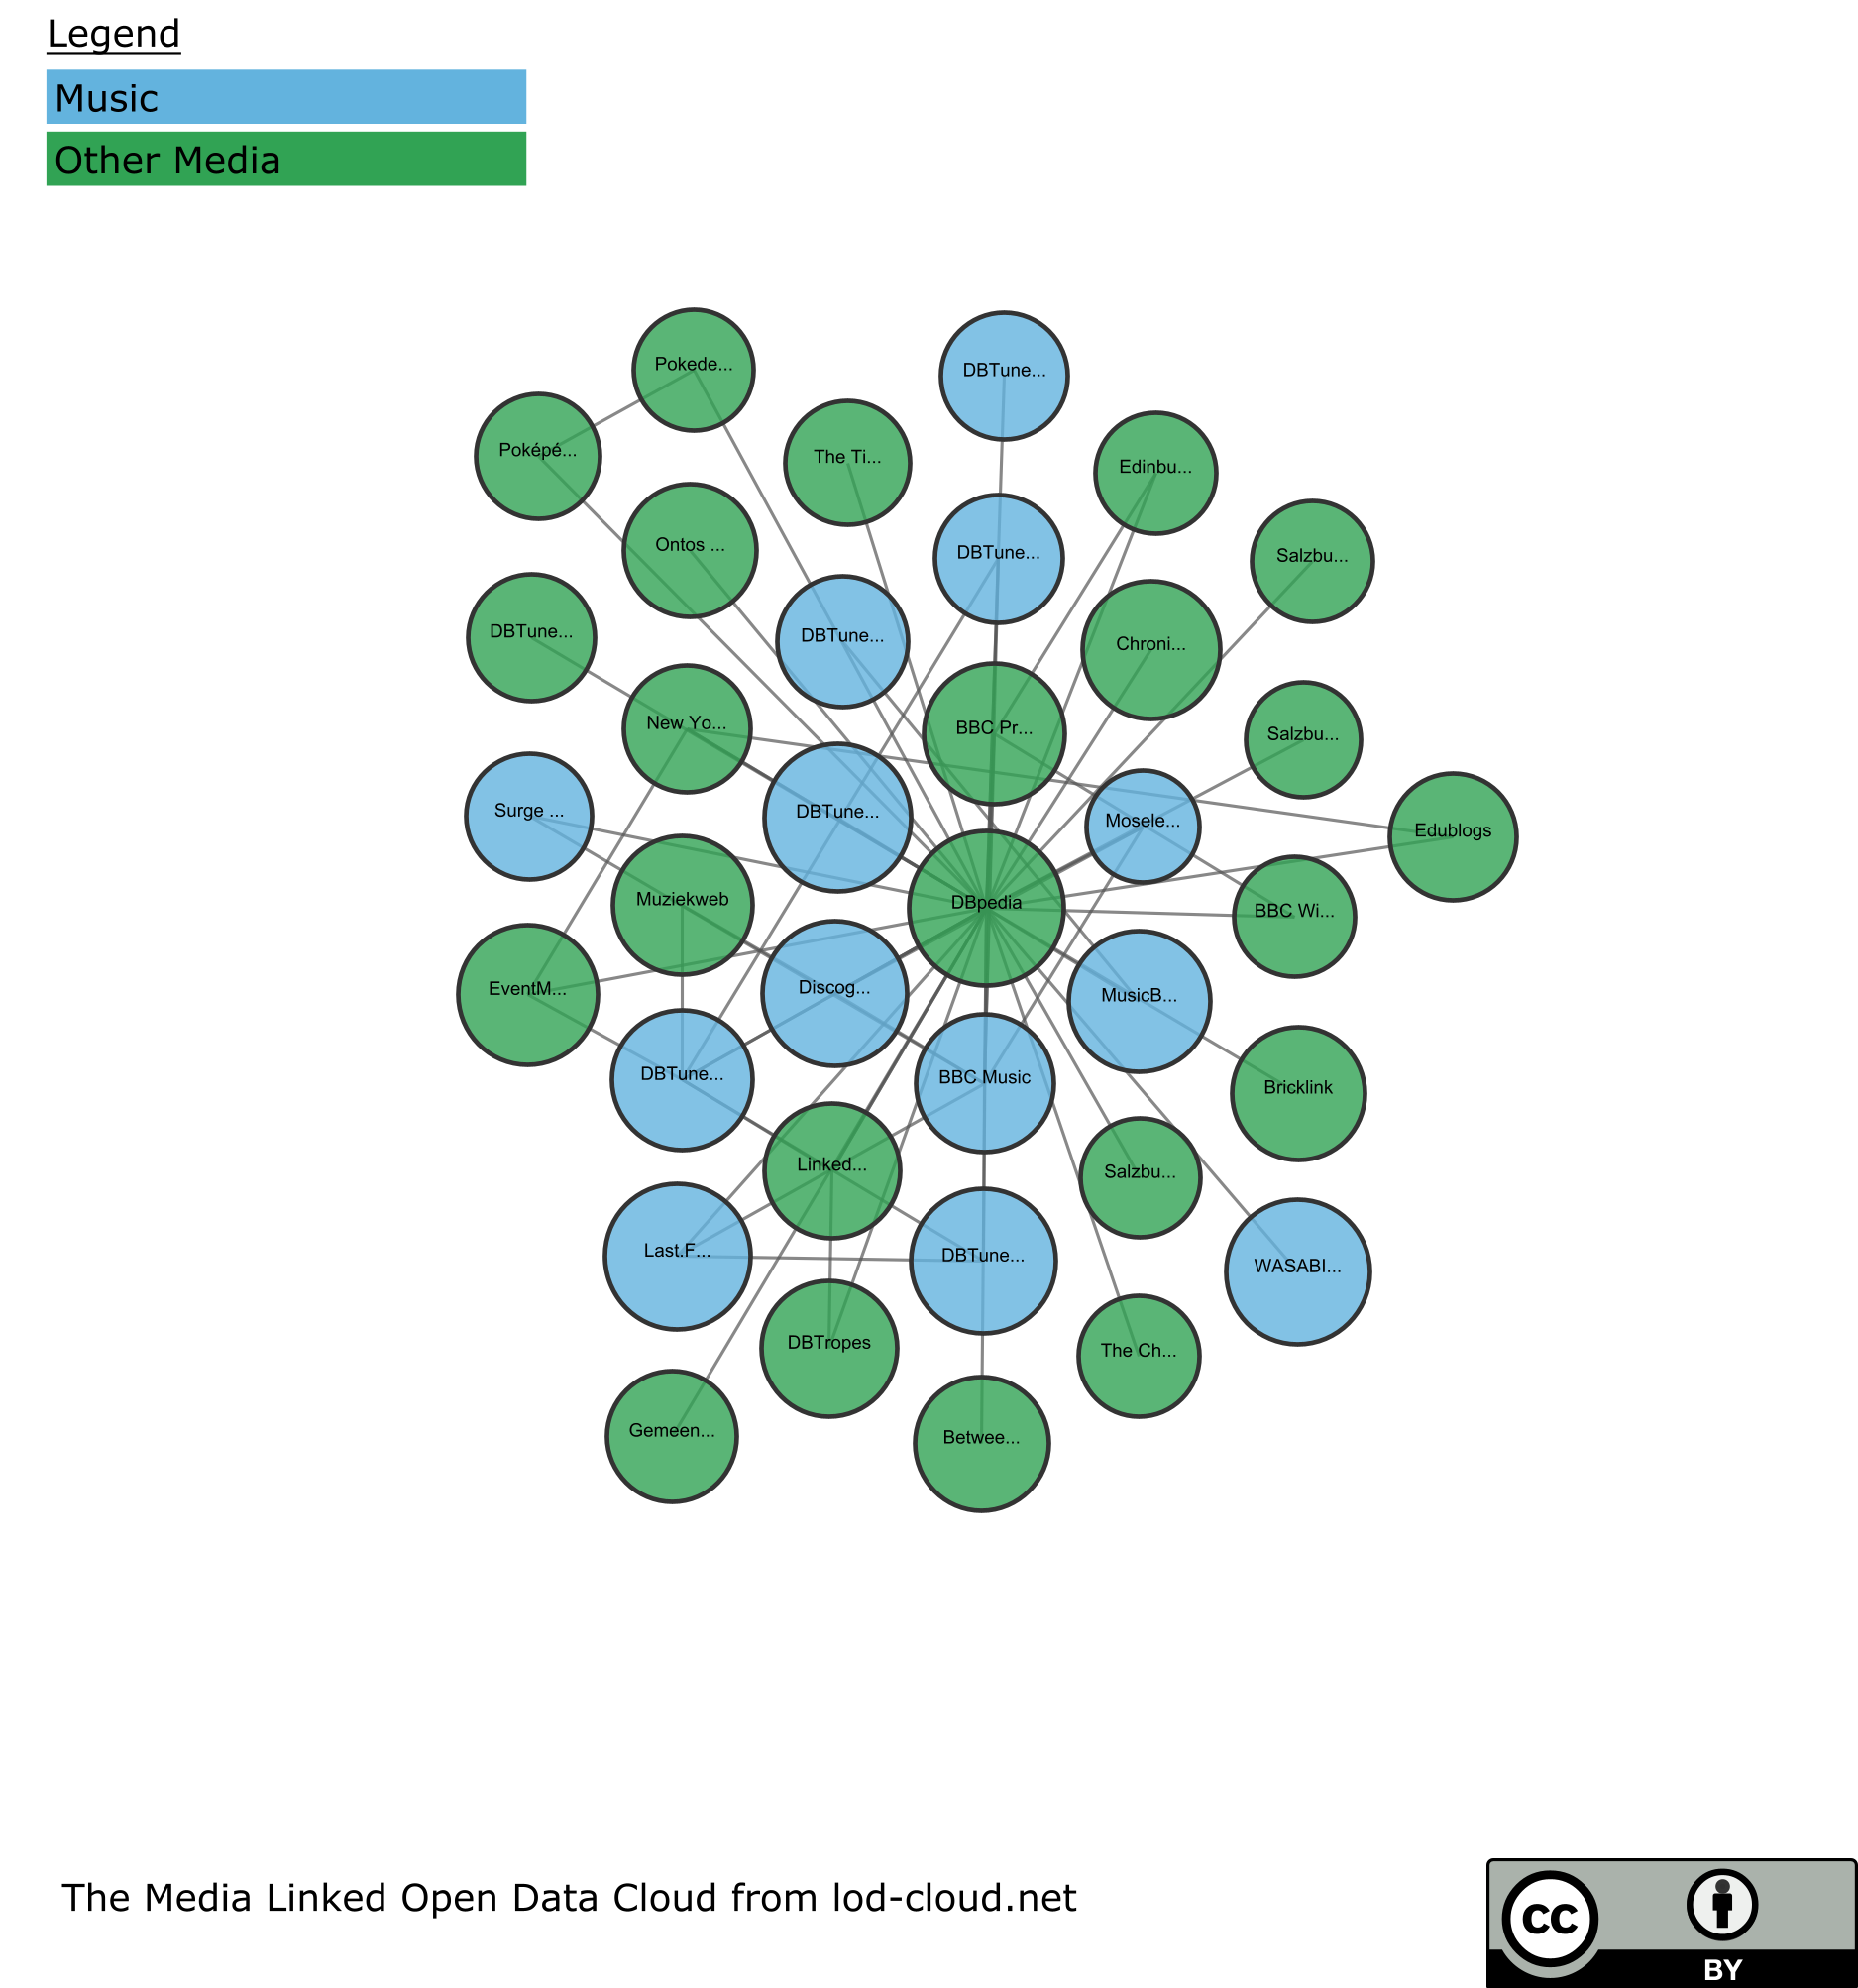 Legend
Music
Other Media
Pokede...
DBTune...
Poképé...
The Ti...
Edinbu...
Ontos ...
DBTune...
Salzbu...
DBTune...
DBTune...
Chroni...
New Yo...
BBC Pr...
Salzbu...
Surge ...
DBTune...
Mosele...
Edublogs
Muziekweb
DBpedia
BBC Wi...
EventM...
Discog...
MusicB...
DBTune...
BBC Music
Bricklink
Linked...
Salzbu...
Last.F...
DBTune...
WASABI...
DBTropes
The Ch...
Gemeen...
Betwee...
The Media Linked Open Data Cloud from lod-cloud.net
cc
BY